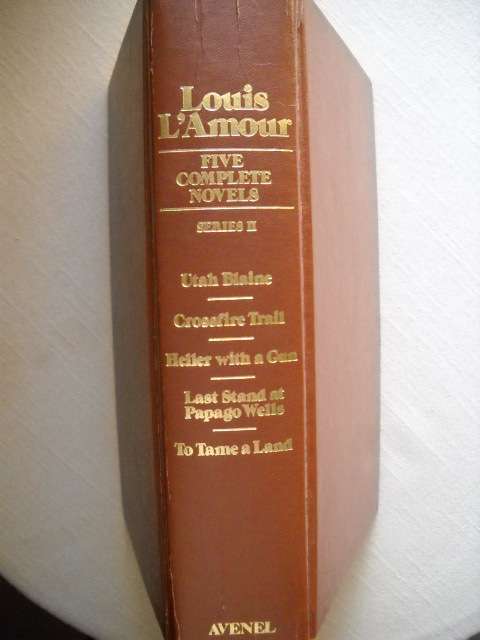 Louis
L'Amour
FIVE
COMPLETE
NOVELS
SERIES II
Utah Blaine
Crossfire Trail
Heller with a Gun
Last Stand at
Papago Wells
To Tame a Land
AVENEL